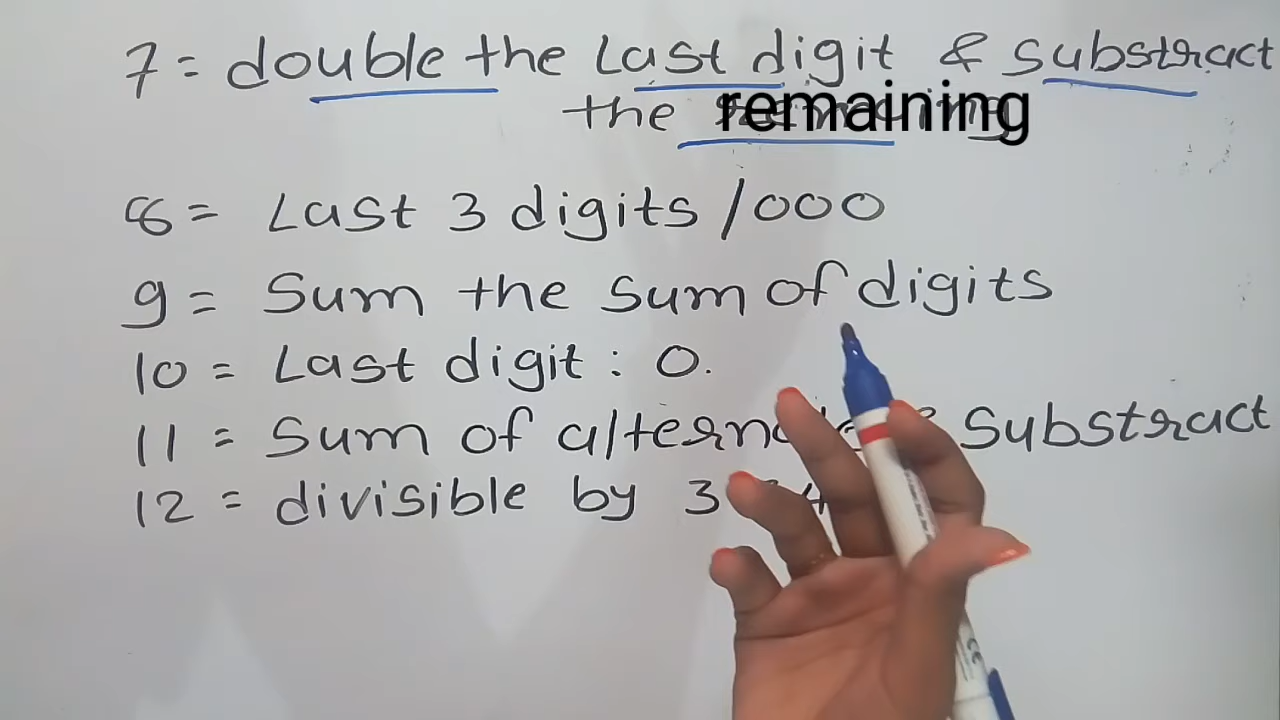 7 = double the Last digit & substract
the remaining
8 = Last 3 digits /000
9 = Sum the sum of digits
10 = Last digit : 0.
11 = Sum of & Substract
12 = divisible by 3 4